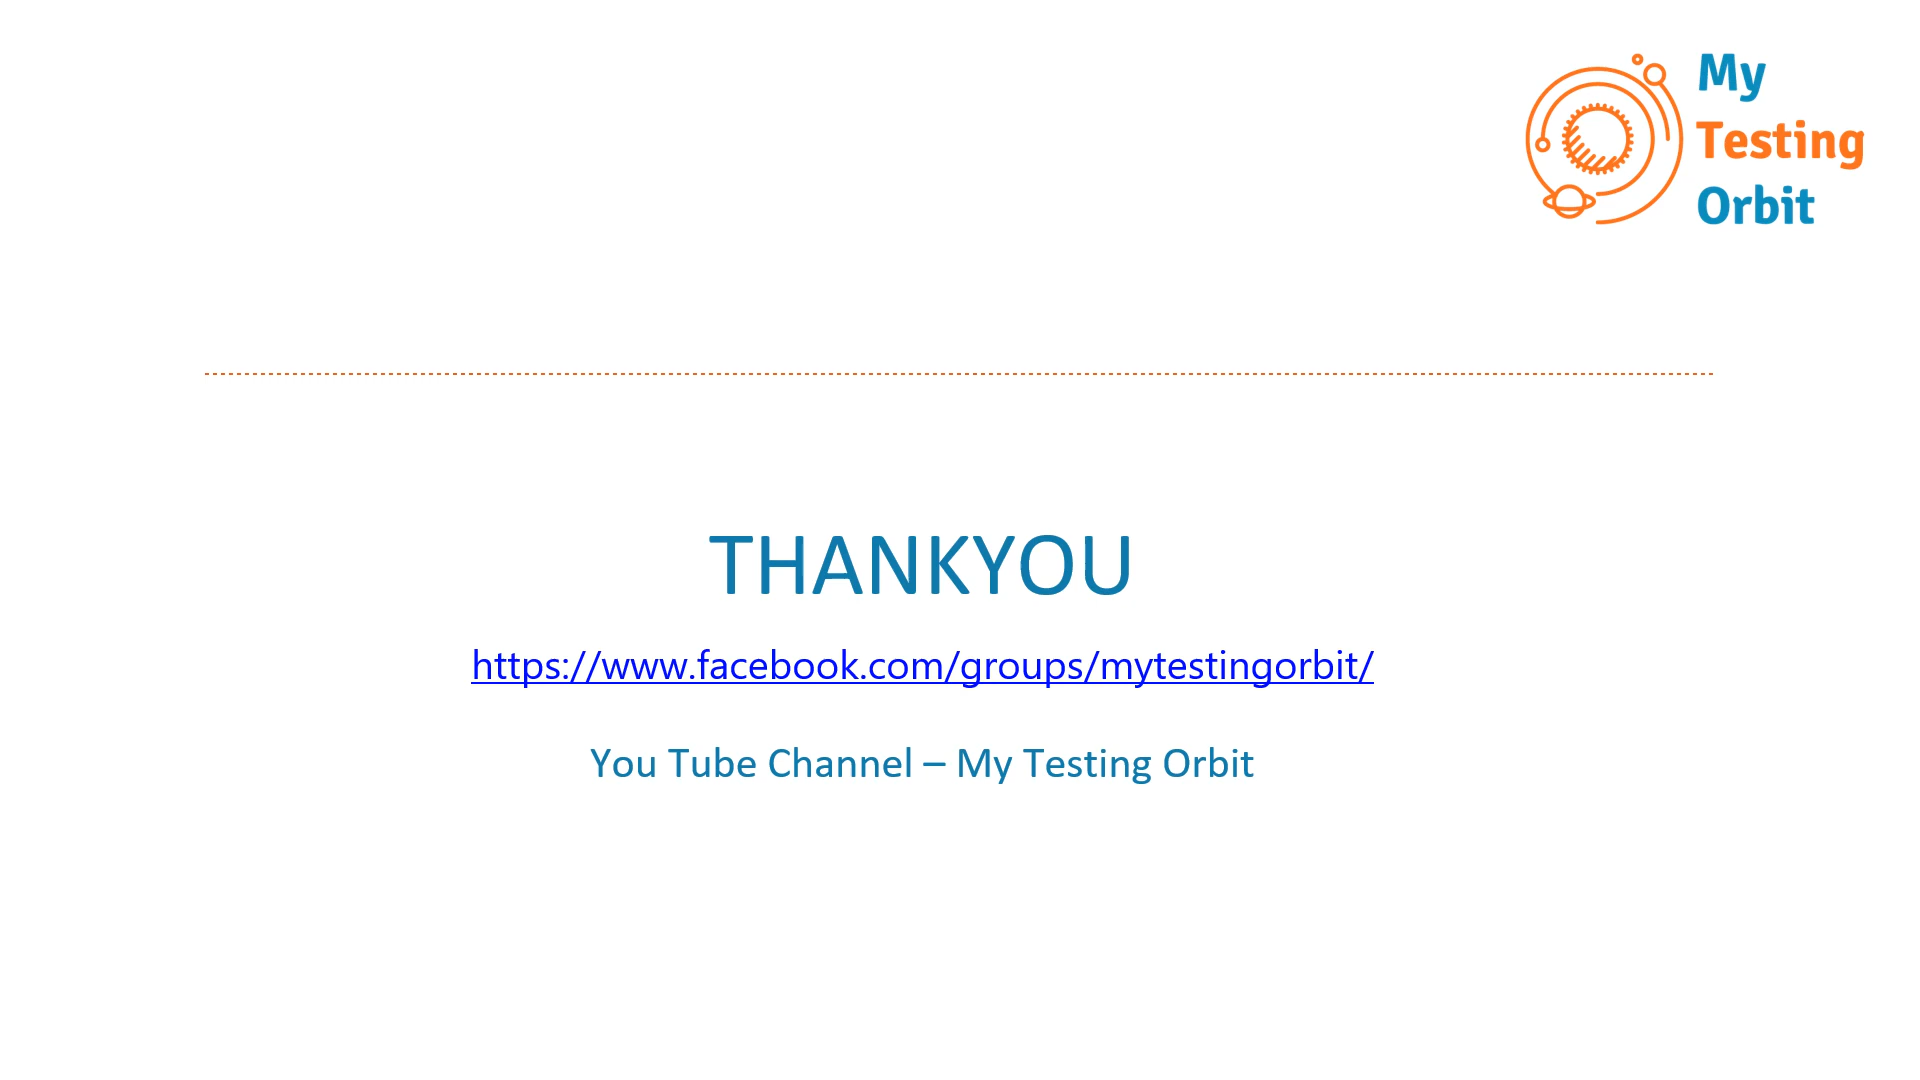 My
Testing
Orbit
THANKYOU
https://www.facebook.com/groups/mytestingorbit/
You Tube Channel – My Testing Orbit